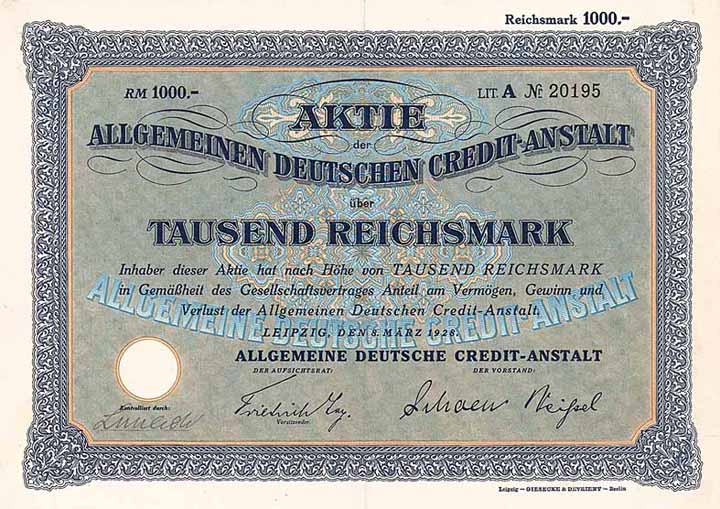 Reichsmark 1000.-
RM 1000.-
LIT. A № 20195
AKTIE
der
ALLGEMEINEN DEUTSCHEN CREDIT-ANSTALT
über
TAUSEND REICHSMARK
Inhaber dieser Aktie hat nach Höhe von TAUSEND REICHSMARK
in Gemäßheit des Gesellschaftsvertrages Anteil am Vermögen, Gewinn und
Verlust der Allgemeinen Deutschen Credit-Anstalt.
ALLGEMEINE DEUTSCHE CREDIT-ANSTALT
LEIPZIG, DEN 8. MÄRZ 1928.
ALLGEMEINE DEUTSCHE CREDIT-ANSTALT
DER AUFSICHTSRAT:
DER VORSTAND:
Kontrolliert durch:
Friedrich Jay.
Vorsitzender.
Leipzig — GIESECKE & DEVRIENT — Berlin